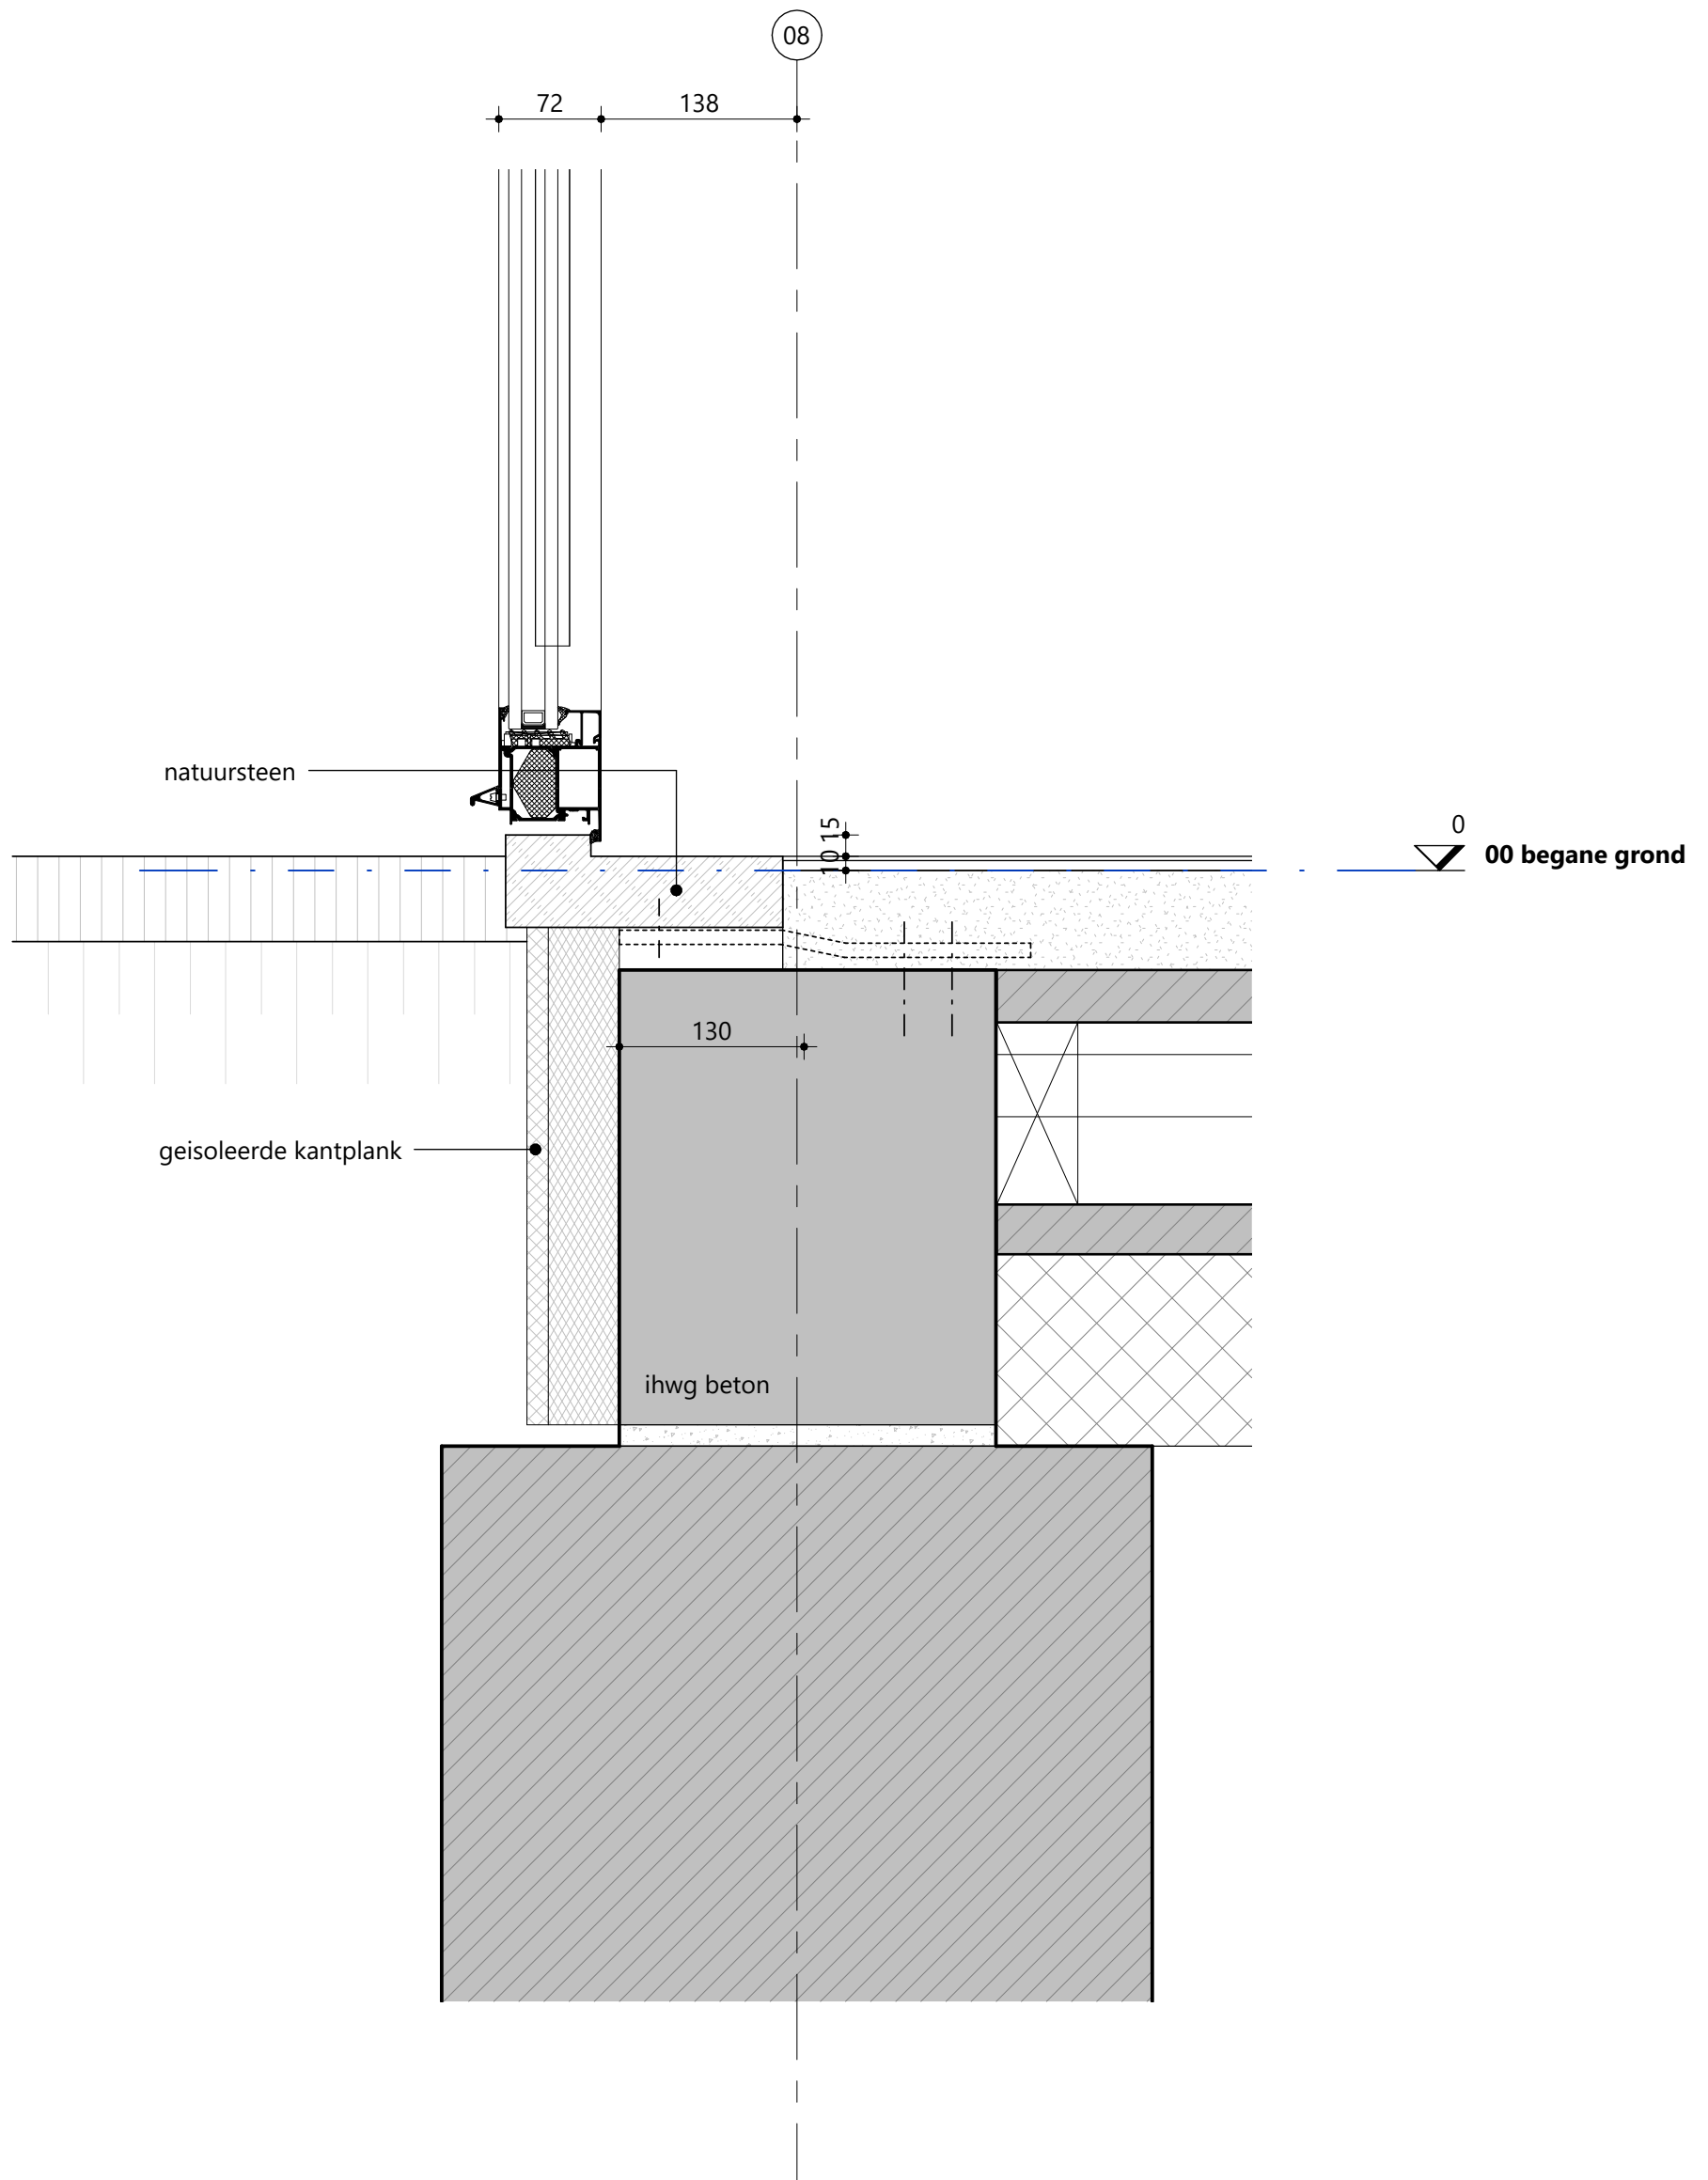 08
72
138
natuursteen
15
10
0
00 begane grond
130
geisoleerde kantplank
ihwg beton